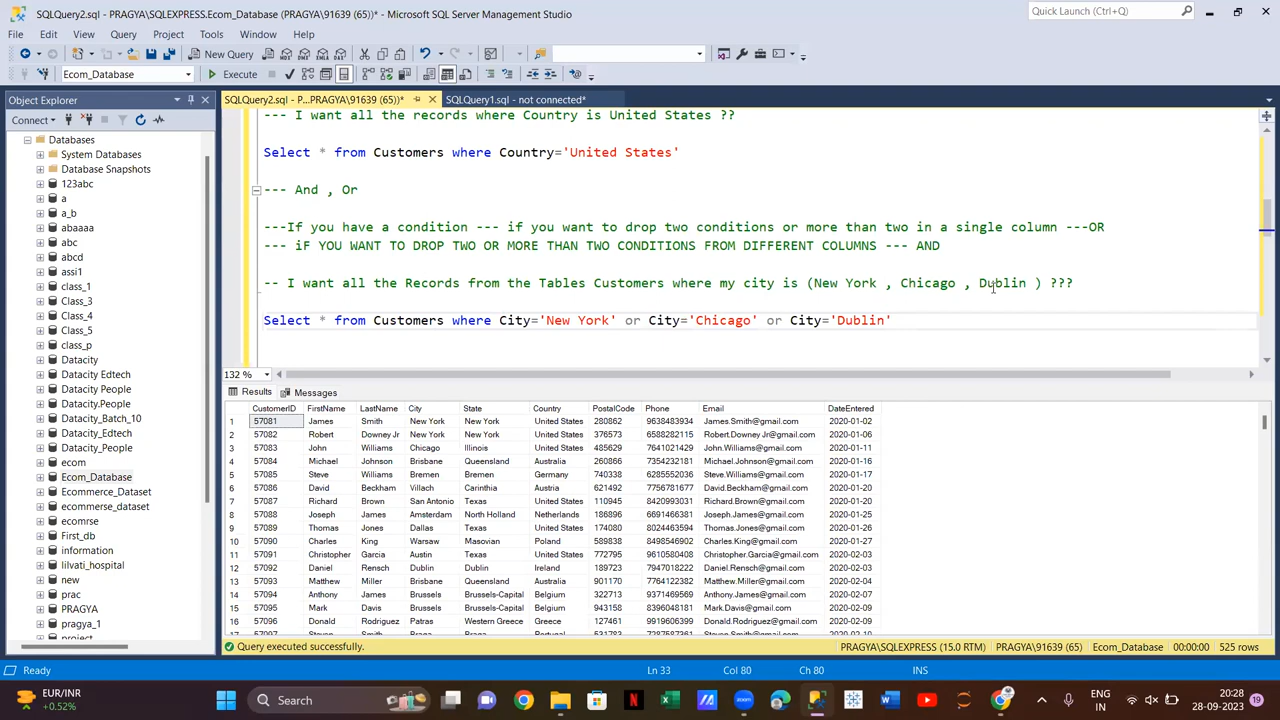 SQLQuery2.sql - PRAGYA\SQLEXPRESS.Ecom_Database (PRAGYA\91639 (65))* - Microsoft SQL Server Management Studio
Quick Launch (Ctrl+Q)
File Edit View Query Project Tools Window Help
New Query
Ecom_Database Execute
Object Explorer
SQLQuery2.sql - P...PRAGYA\91639 (65))* SQLQuery1.sql - not connected*
Connect
Databases
System Databases
Database Snapshots
123abc
a
a_b
abaaaa
abc
abcd
assi1
class_1
Class_3
Class_4
Class_5
class_p
Datacity
Datacity Edtech
Datacity People
Datacity.People
Datacity_Batch_10
Datacity_Edtech
Datacity_People
ecom
Ecom_Database
Ecommerce_Dataset
ecommerse_dataset
ecomrse
First_db
information
lilvati_hospital
new
prac
PRAGYA
pragya_1
project
--- I want all the records where Country is United States ??
Select * from Customers where Country='United States'
--- And , Or
---If you have a condition --- if you want to drop two conditions or more than two in a single column ---OR
--- iF YOU WANT TO DROP TWO OR MORE THAN TWO CONDITIONS FROM DIFFERENT COLUMNS --- AND
-- I want all the Records from the Tables Customers where my city is (New York , Chicago , Dublin ) ???
Select * from Customers where City='New York' or City='Chicago' or City='Dublin'
132 %
Results Messages
CustomerID FirstName LastName City State Country PostalCode Phone Email DateEntered
1 57081 James Smith New York New York United States 280862 9638483934 James.Smith@gmail.com 2020-01-02
2 57082 Robert Downey Jr New York New York United States 376573 6588282115 Robert.Downey Jr@gmail.com 2020-01-06
3 57083 John Williams Chicago Illinois United States 485629 7641021429 John.Williams@gmail.com 2020-01-11
4 57084 Michael Johnson Brisbane Queensland Australia 260866 7354232181 Michael.Johnson@gmail.com 2020-01-16
5 57085 Steve Williams Bremen Bremen Germany 740338 6285552036 Steve.Williams@gmail.com 2020-01-17
6 57086 David Beckham Villach Carinthia Austria 621492 7756781677 David.Beckham@gmail.com 2020-01-20
7 57087 Richard Brown San Antonio Texas United States 110945 8420993031 Richard.Brown@gmail.com 2020-01-20
8 57088 Joseph James Amsterdam North Holland Netherlands 186896 6691466381 Joseph.James@gmail.com 2020-01-25
9 57089 Thomas Jones Dallas Texas United States 174080 8024463594 Thomas.Jones@gmail.com 2020-01-26
10 57090 Charles King Warsaw Masovian Poland 589838 8498546902 Charles.King@gmail.com 2020-01-27
11 57091 Christopher Garcia Austin Texas United States 772795 9610580408 Christopher.Garcia@gmail.com 2020-02-03
12 57092 Daniel Rensch Dublin Dublin Ireland 189723 7947018222 Daniel.Rensch@gmail.com 2020-02-03
13 57093 Matthew Miller Brisbane Queensland Australia 901170 7764122382 Matthew.Miller@gmail.com 2020-02-04
14 57094 Anthony James Brussels Brussels-Capital Belgium 322713 9371469347 Anthony.James@gmail.com 2020-02-07
15 57095 Mark Davis Brussels Brussels-Capital Belgium 943158 8396048181 Mark.Davis@gmail.com 2020-02-09
16 57096 Donald Rodriguez Patras Western Greece Greece 127461 9919606399 Donald.Rodriguez@gmail.com 2020-02-09
17 57097 Smith Braga Braga Portugal 2020-02-10
Query executed successfully. PRAGYA\SQLEXPRESS (15.0 RTM) PRAGYA\91639 (65) Ecom_Database 00:00:00 525 rows
Ready Ln 33 Col 80 Ch 80 INS
EUR/INR
+0.52%
Search
zoom
ENG
IN
20:28
28-09-2023